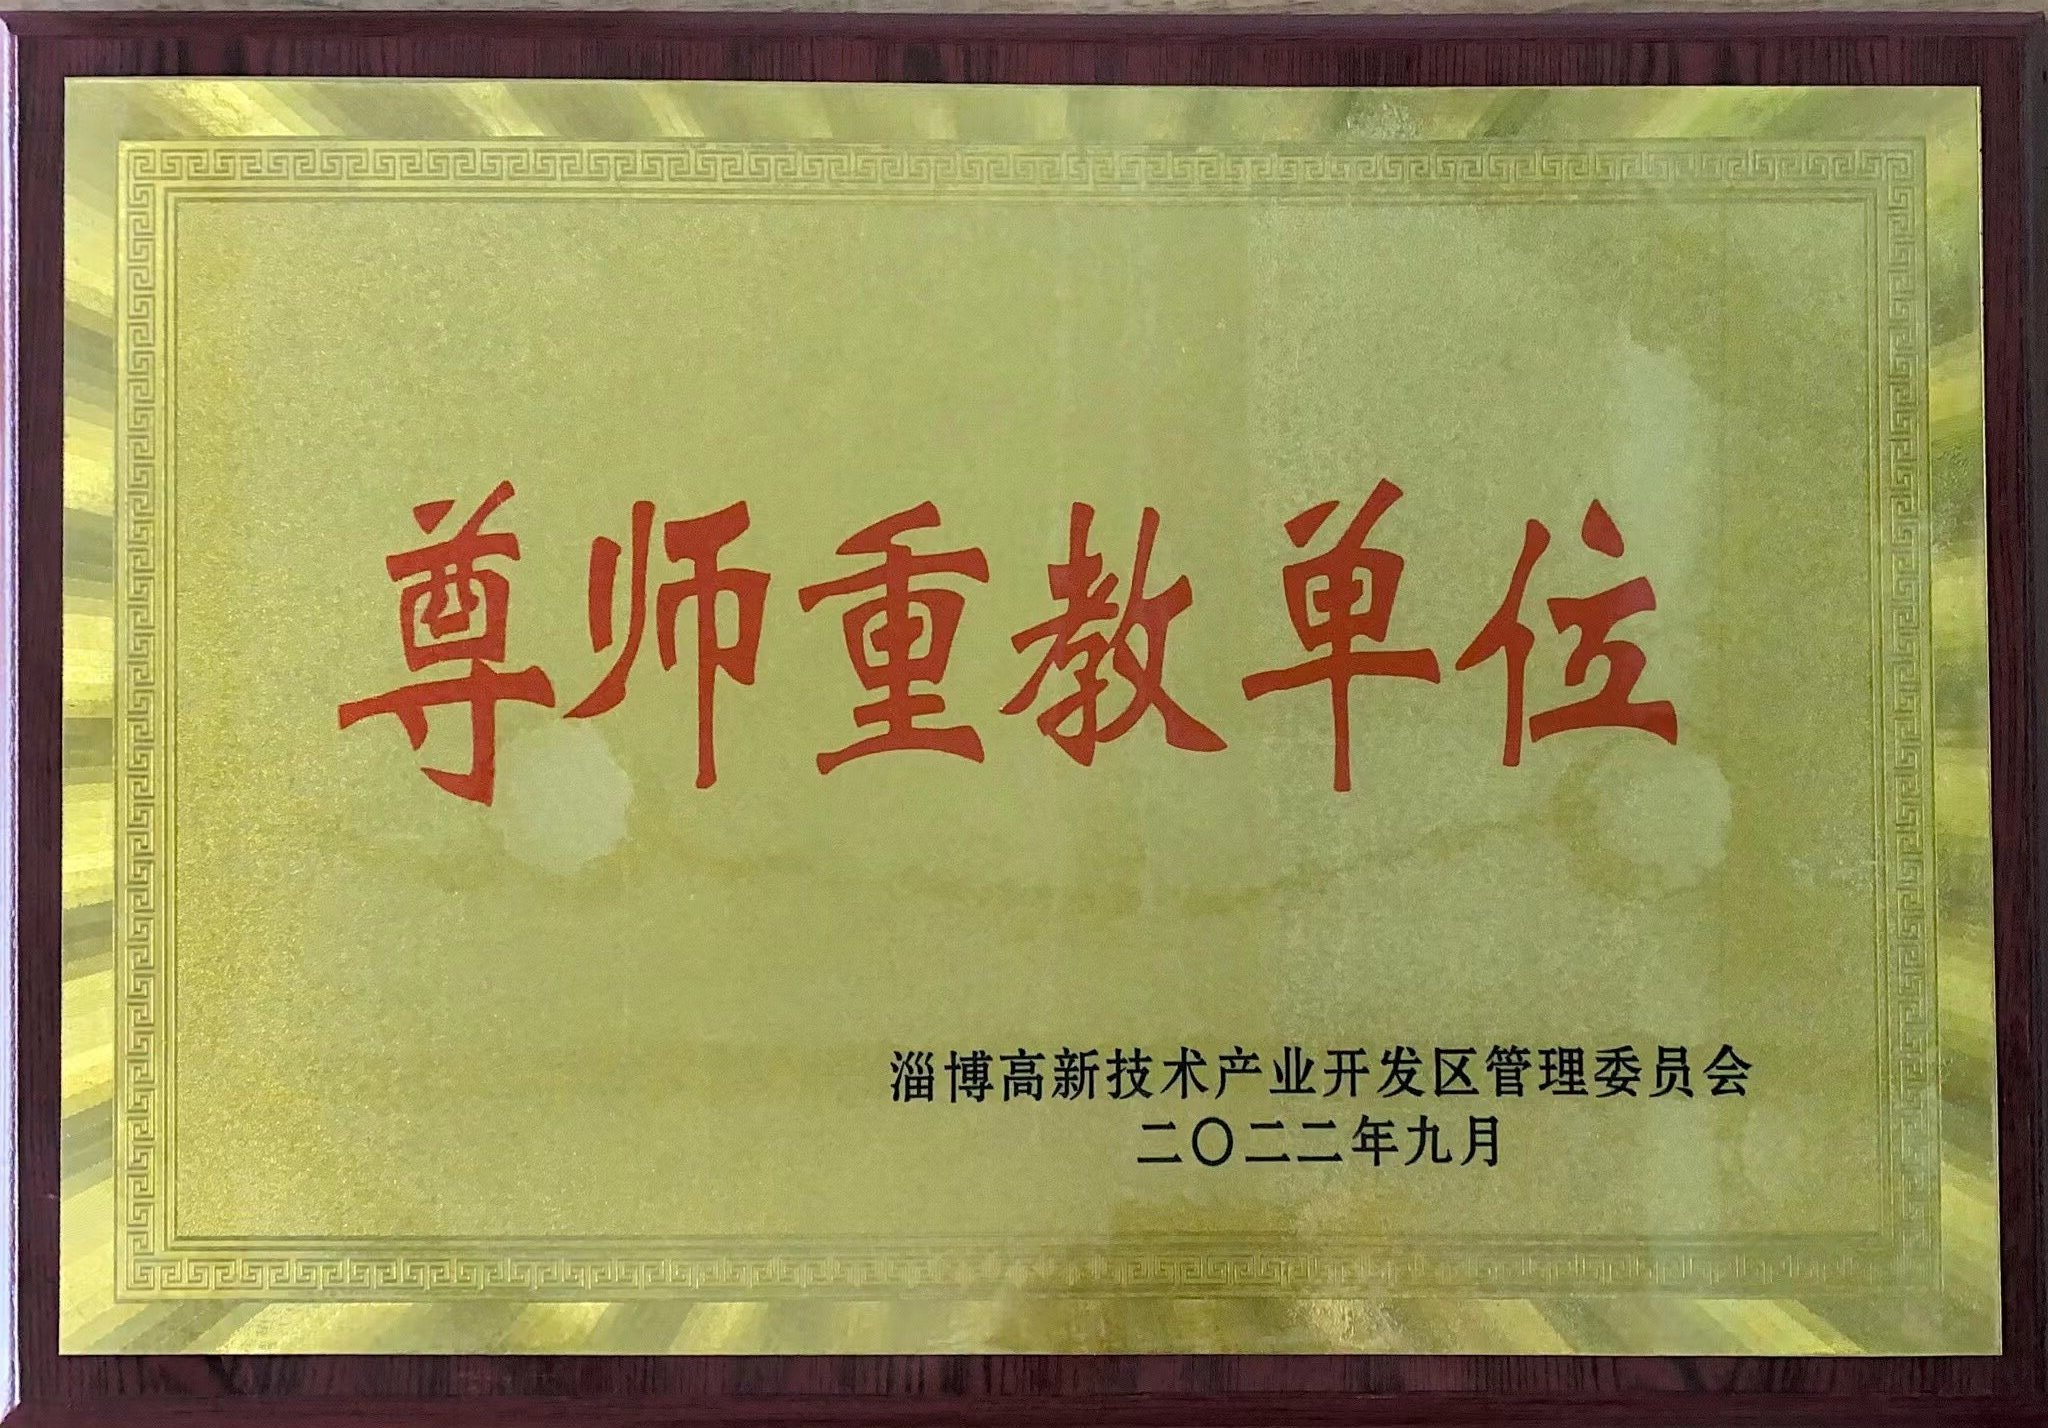 尊师重教单位
淄博高新技术产业开发区管理委员会
二〇二二年九月